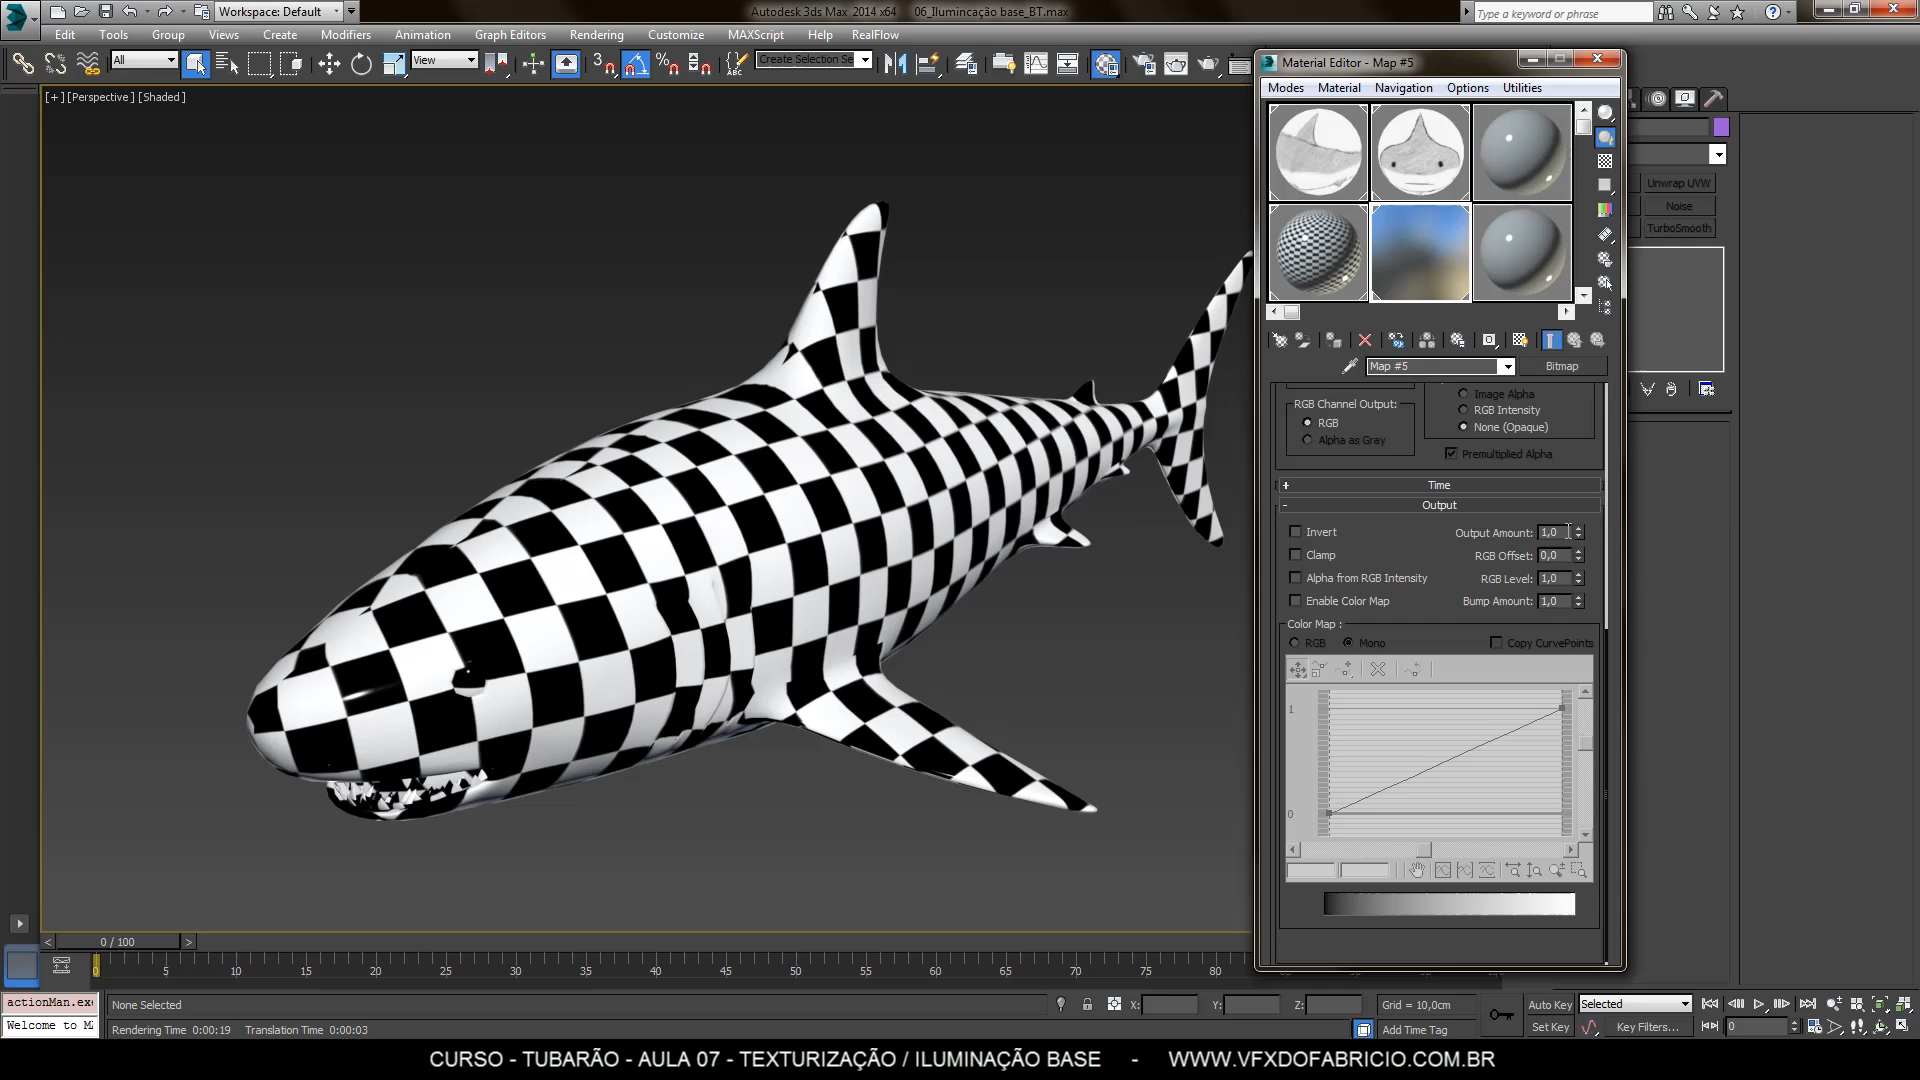 Workspace: Default
Autodesk 3ds Max 2014 x64    06_Ilumincação base_BT.max
Type a keyword or phrase
Edit Tools Group Views Create Modifiers Animation Graph Editors Rendering Customize MAXScript Help RealFlow
All
View
3
Create Selection Se
[+] [Perspective] [Shaded]
Material Editor - Map #5
Modes Material Navigation Options Utilities
Unwrap UVW
Noise
TurboSmooth
Map #5
Bitmap
RGB Channel Output:
RGB
Alpha as Gray
Image Alpha
RGB Intensity
None (Opaque)
Premultiplied Alpha
+ Time
- Output
Invert
Output Amount: 1,0
Clamp
RGB Offset: 0,0
Alpha from RGB Intensity
RGB Level: 1,0
Enable Color Map
Bump Amount: 1,0
Color Map :
RGB Mono Copy CurvePoints
1
0
< 0 / 100 >
0 5 10 15 20 25 30 35 40 45 50 55 60 65 70 75 80
actionMan.exe
None Selected
X: Y: Z: Grid = 10,0cm
Auto Key Selected
Welcome to M
Rendering Time 0:00:19 Translation Time 0:00:03
Add Time Tag
Set Key Key Filters... 0
CURSO - TUBARÃO - AULA 07 - TEXTURIZAÇÃO / ILUMINAÇÃO BASE - WWW.VFXDOFABRICIO.COM.BR